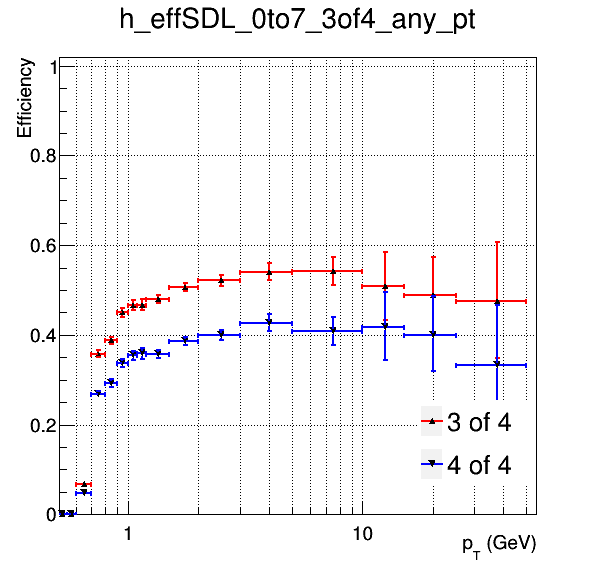 h_effSDL_0to7_3of4_any_pt
Efficiency
1
0.8
0.6
0.4
0.2
0
3 of 4
4 of 4
1
10
p_T (GeV)